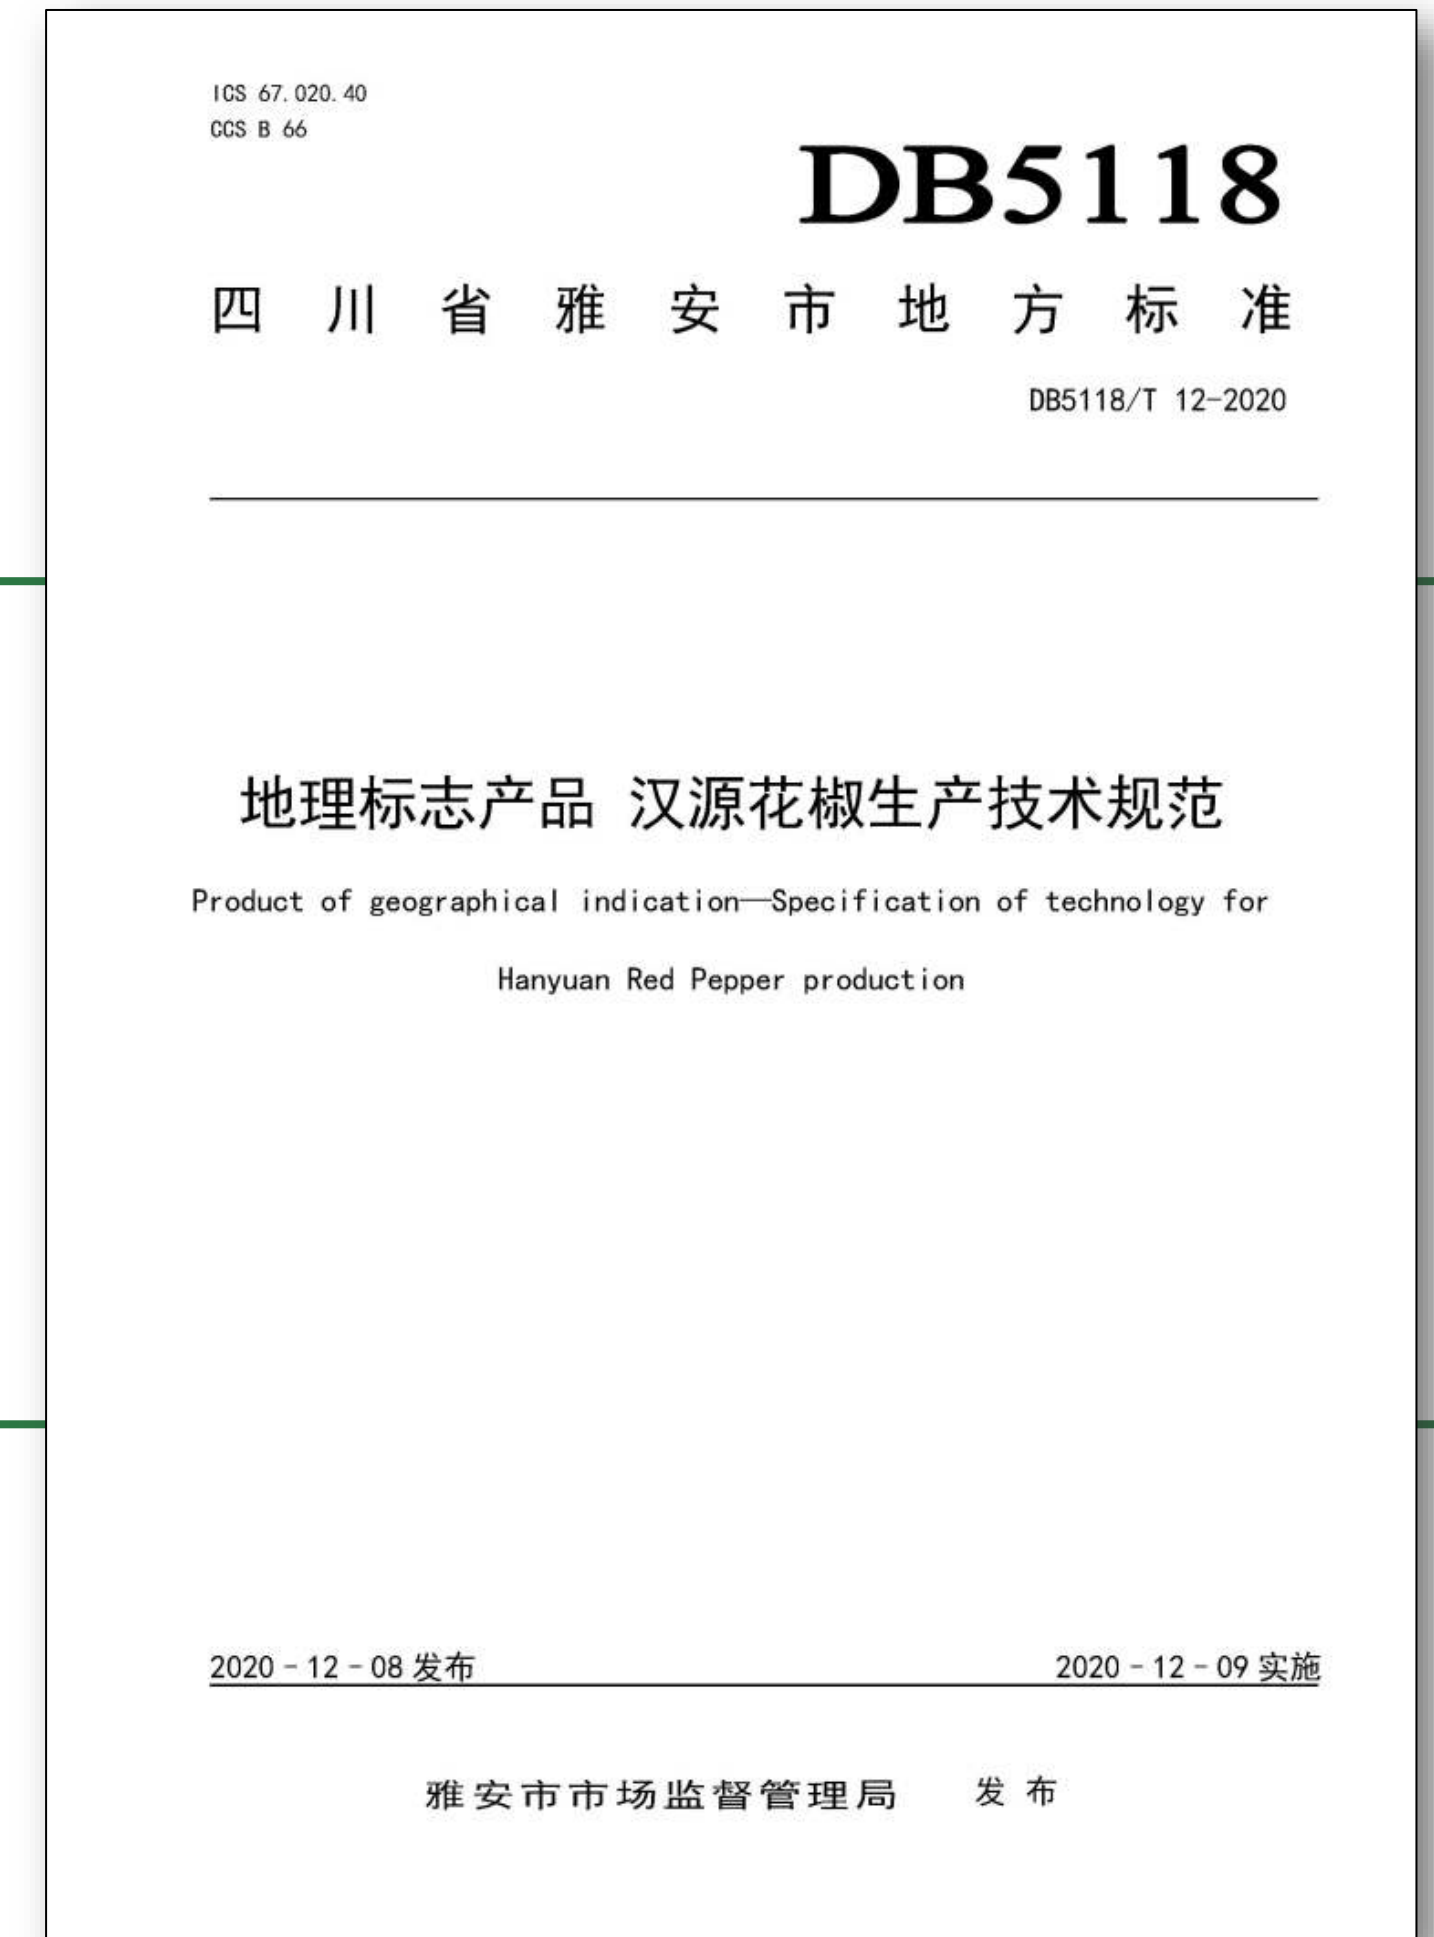 ICS 67.020.40
CCS B 66
DB5118
四川省雅安市地方标准
DB5118/T 12-2020
地理标志产品 汉源花椒生产技术规范
Product of geographical indication—Specification of technology for
Hanyuan Red Pepper production
2020－12－08 发布
2020－12－09 实施
雅安市市场监督管理局 发布